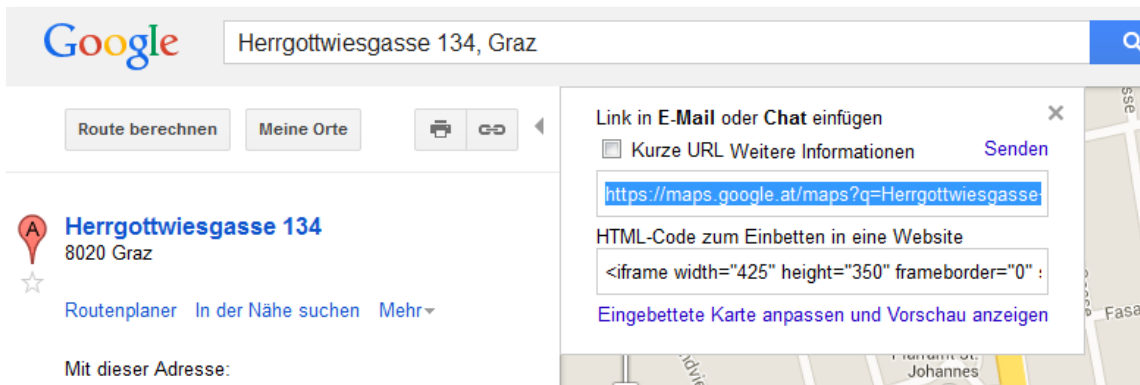 Google
Herrgottwiesgasse 134, Graz
Route berechnen
Meine Orte
Link in E-Mail oder Chat einfügen
Kurze URL Weitere Informationen
Senden
https://maps.google.at/maps?q=Herrgottwiesgasse
HTML-Code zum Einbetten in eine Website
<iframe width="425" height="350" frameborder="0" s
Eingebettete Karte anpassen und Vorschau anzeigen
A
Herrgottwiesgasse 134
8020 Graz
Routenplaner In der Nähe suchen Mehr
Mit dieser Adresse:
Fasa
Pfarramt St.
Johannes